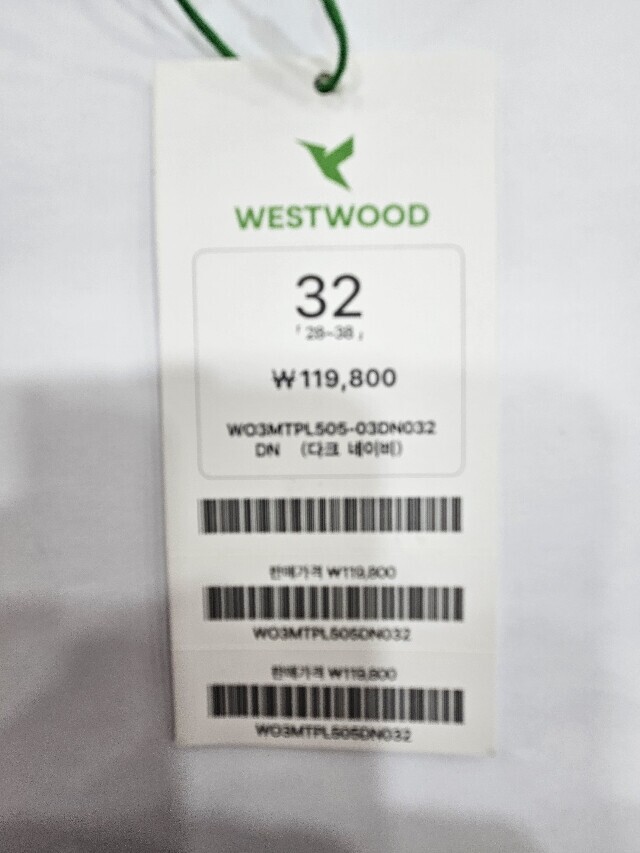 WESTWOOD
32
「28~38」
₩119,800
WO3MTPL505-03DN032
DN (다크 네이비)
판매가격 ₩119,800
WO3MTPL505DN032
판매가격 ₩119,800
WO3MTPL505DN032